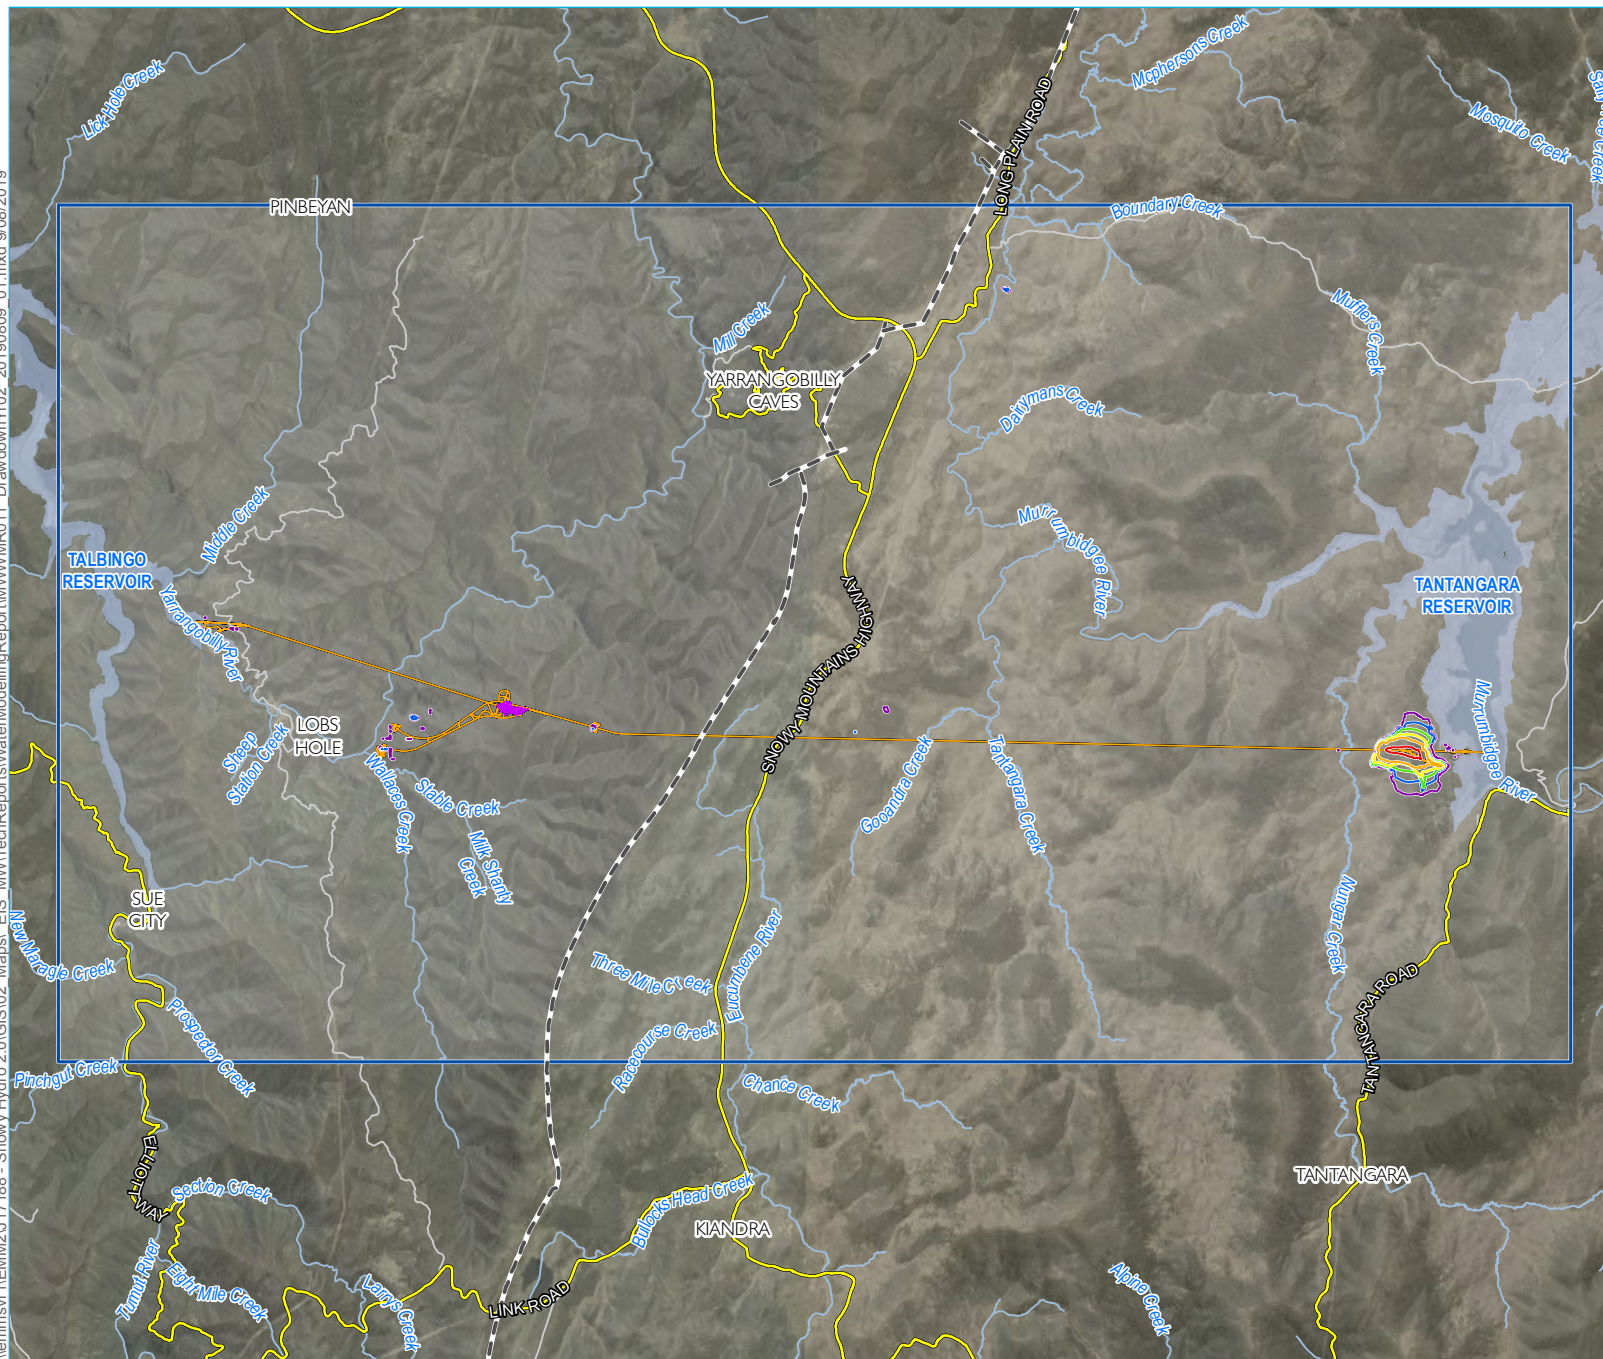 Mcphersons Creek
Lick Hole Creek
LONG PLAIN ROAD
Mosquito Creek
PINBEYAN
Boundary Creek
Mufflers Creek
Mill Creek
YARRANGOBILLY
CAVES
Dairymans Creek
Middle Creek
Murrumbidgee River
TALBINGO
RESERVOIR
TANTANGARA
RESERVOIR
Yarrangobilly River
SNOWY MOUNTAINS HIGHWAY
LOBS
HOLE
Sheep
Station Creek
Wallaces Creek
Stable Creek
Milk Shanty
Creek
Gooandra Creek
Tantangara Creek
Murrumbidgee River
SUE
CITY
Nungar Creek
New Maragle Creek
Three Mile Creek
Eucumbene River
TANTANGARA ROAD
Prospector Creek
Racecourse Creek
Pinchgut Creek
Chance Creek
ELLIOTT
WAY
Section Creek
Bullocks Head Creek
TANTANGARA
KIANDRA
Tumut River
Eight Mile Creek
Larrys Creek
LINK ROAD
Alpine Creek